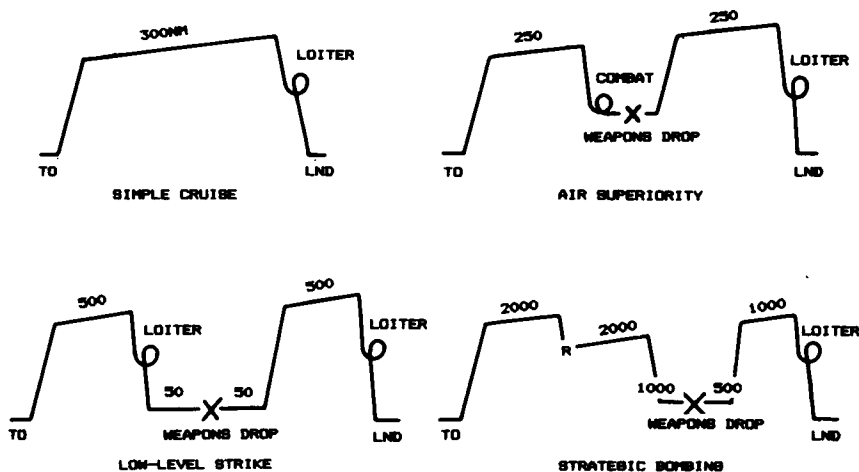 300NM
LOITER
TO
LND
SIMPLE CRUISE
250
250
COMBAT
LOITER
WEAPONS DROP
TO
LND
AIR SUPERIORITY
500
500
LOITER
LOITER
50
50
TO
WEAPONS DROP
LND
LOW-LEVEL STRIKE
2000
R
2000
1000
LOITER
1000
500
WEAPONS DROP
TO
LND
STRATEGIC BOMBING